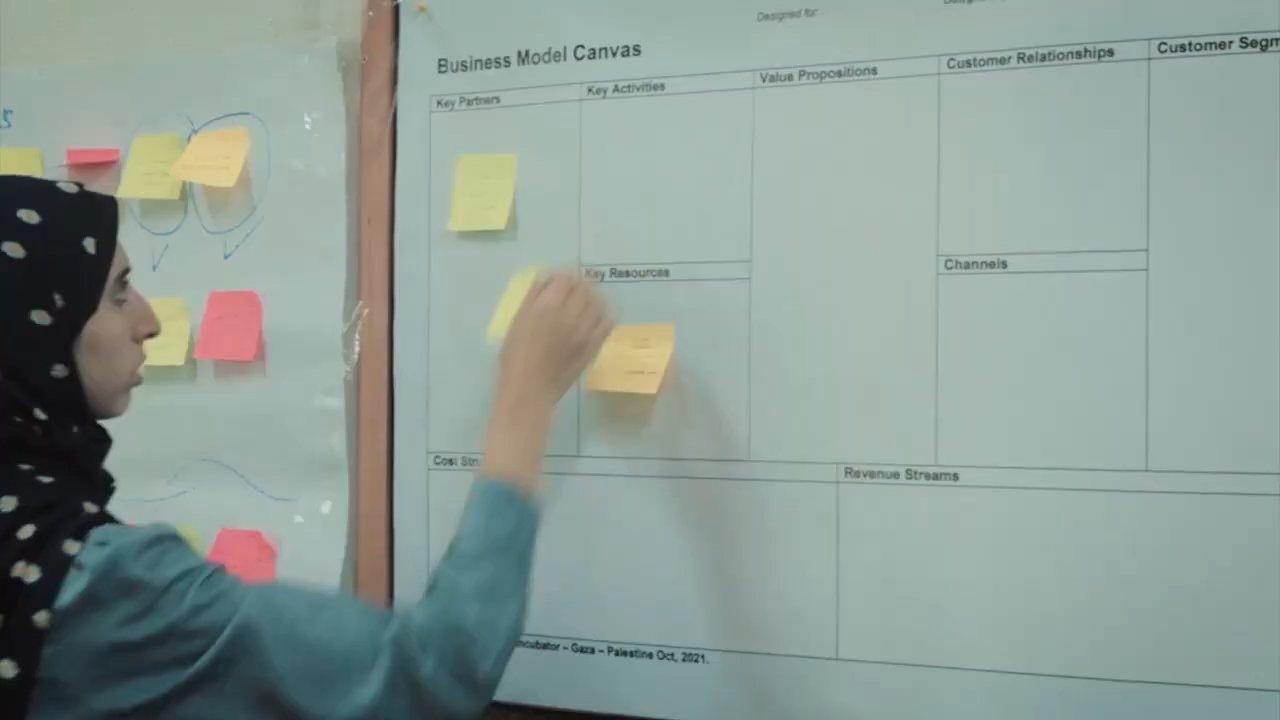 Designed for
Business Model Canvas
Key Partners
Key Activities
Value Propositions
Customer Relationships
Customer Segm
Key Resources
Channels
Cost Str
Revenue Streams
ncubator – Gaza – Palestine Oct, 2021.